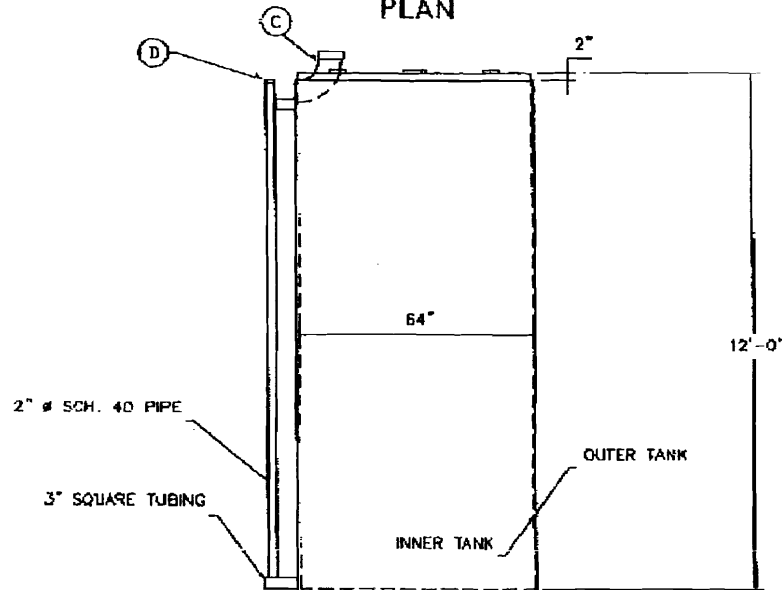 PLAN
C
D
2"
64"
12'-0"
2" ø SCH. 40 PIPE
OUTER TANK
3" SQUARE TUBING
INNER TANK